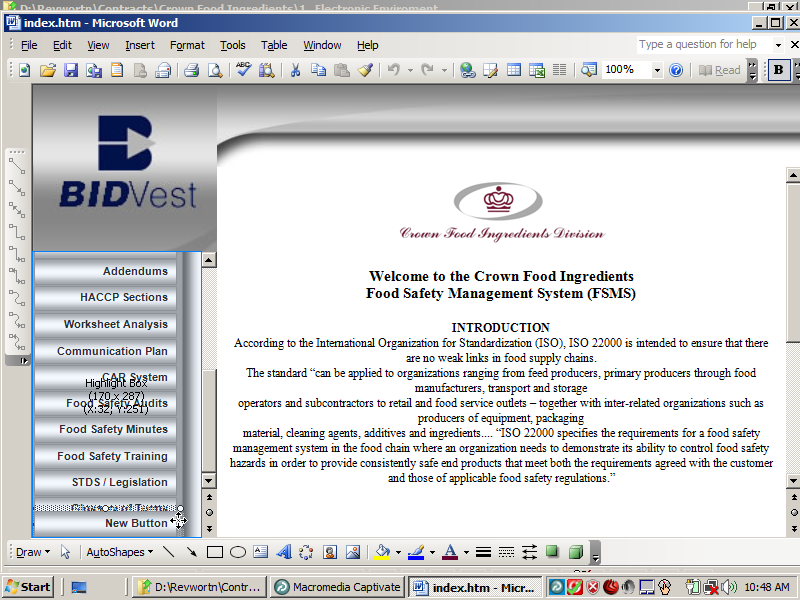 D:\Revwortn\Contracts\Crown Food Ingredients\1. Electronic Enviroment
index.htm - Microsoft Word
File Edit View Insert Format Tools Table Window Help
Type a question for help
100%
Read
B
BIDVest
Crown Food Ingredients Division
Welcome to the Crown Food Ingredients
Food Safety Management System (FSMS)
INTRODUCTION
According to the International Organization for Standardization (ISO), ISO 22000 is intended to ensure that there
are no weak links in food supply chains.
The standard “can be applied to organizations ranging from feed producers, primary producers through food
manufacturers, transport and storage
operators and subcontractors to retail and food service outlets – together with inter-related organizations such as
producers of equipment, packaging
material, cleaning agents, additives and ingredients.... “ISO 22000 specifies the requirements for a food safety
management system in the food chain where an organization needs to demonstrate its ability to control food safety
hazards in order to provide consistently safe end products that meet both the requirements agreed with the customer
and those of applicable food safety regulations.”
Addendums
HACCP Sections
Worksheet Analysis
Communication Plan
CAR System
Highlight Box
(170 x 287)
Food Safety Audits
(X:32, Y:251)
Food Safety Minutes
Food Safety Training
STDS / Legislation
New Button
Draw AutoShapes
Start
D:\Revwortn\Contr...
Macromedia Captivate
index.htm - Micr...
10:48 AM